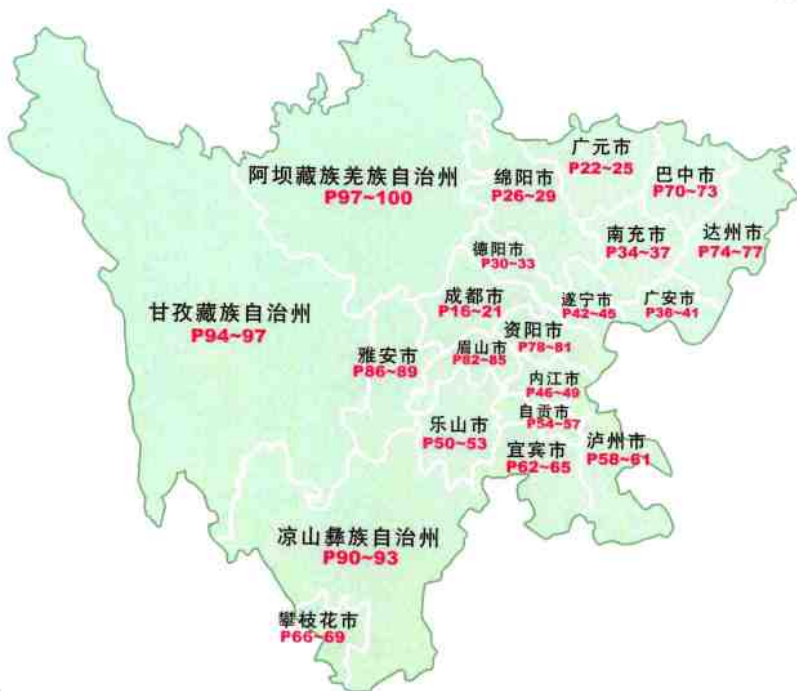 广元市
P22~25
阿坝藏族羌族自治州
P97~100
绵阳市
P26~29
巴中市
P70~73
南充市
P34~37
达州市
P74~77
德阳市
P30~33
成都市
P16~21
遂宁市
P42~45
广安市
P38~41
甘孜藏族自治州
P94~97
资阳市
P78~81
雅安市
P86~89
眉山市
P82~85
内江市
P46~49
自贡市
P54~57
乐山市
P50~53
宜宾市
P62~65
泸州市
P58~61
凉山彝族自治州
P90~93
攀枝花市
P66~69